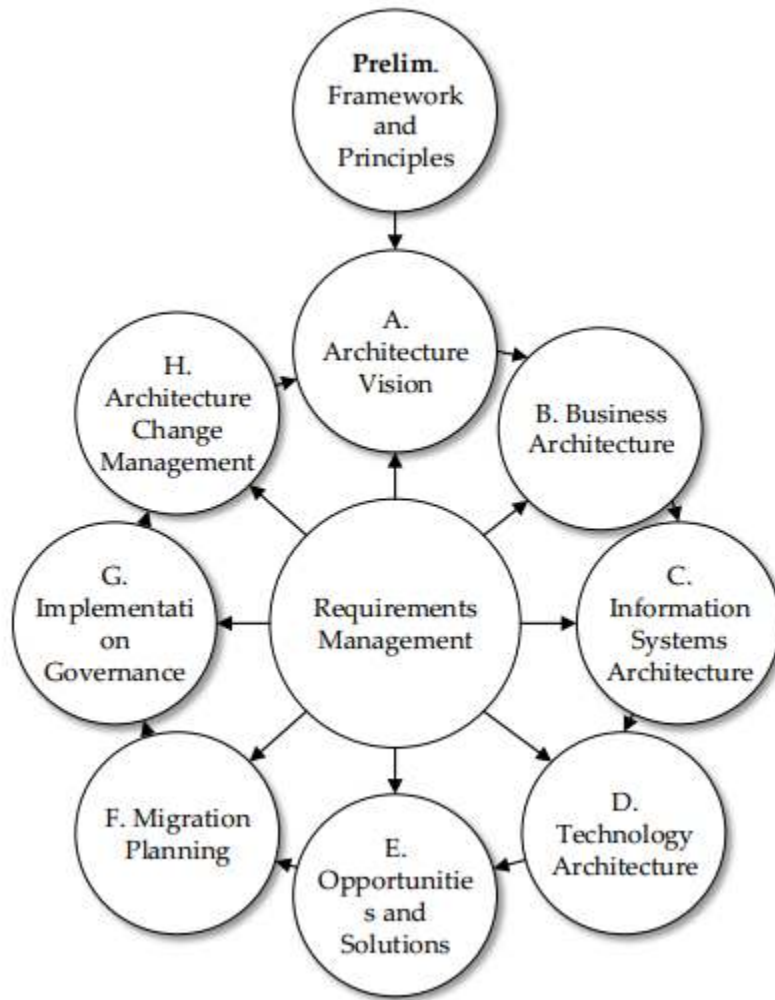 Prelim.
Framework
and
Principles
A.
Architecture
Vision
H.
Architecture
Change
Management
B. Business
Architecture
G.
Implementati
on
Governance
Requirements
Management
C.
Information
Systems
Architecture
F. Migration
Planning
E.
Opportunitie
s and
Solutions
D.
Technology
Architecture